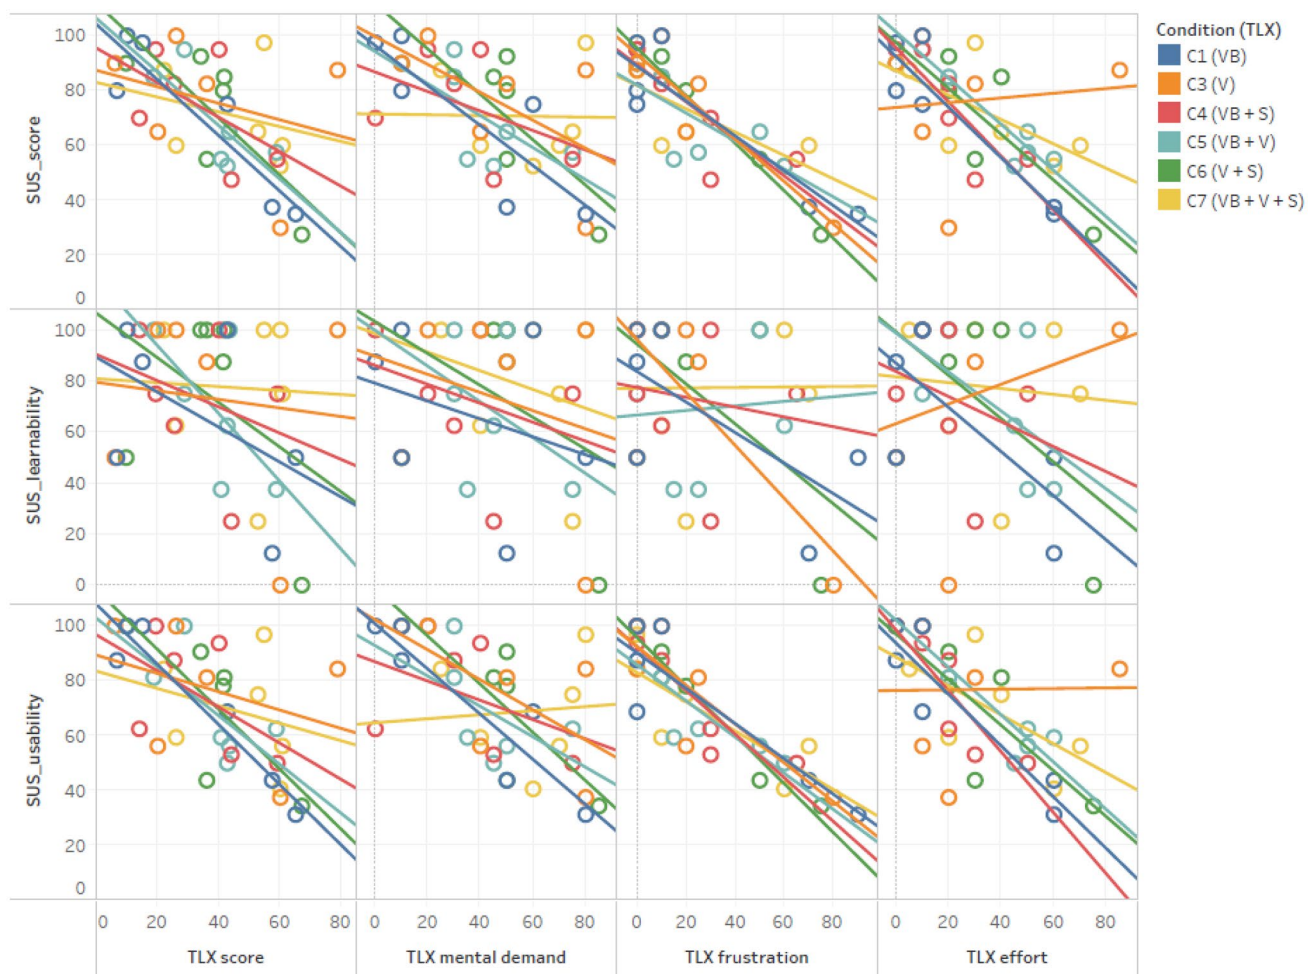 Condition (TLX)
C1 (VB)
C3 (V)
C4 (VB + S)
C5 (VB + V)
C6 (V + S)
C7 (VB + V + S)
SUS_score
100
80
60
40
20
0
SUS_learnability
100
80
60
40
20
0
SUS_usability
100
80
60
40
20
0
0 20 40 60 80 0 20 40 60 80 0 20 40 60 80 0 20 40 60 80
TLX score TLX mental demand TLX frustration TLX effort